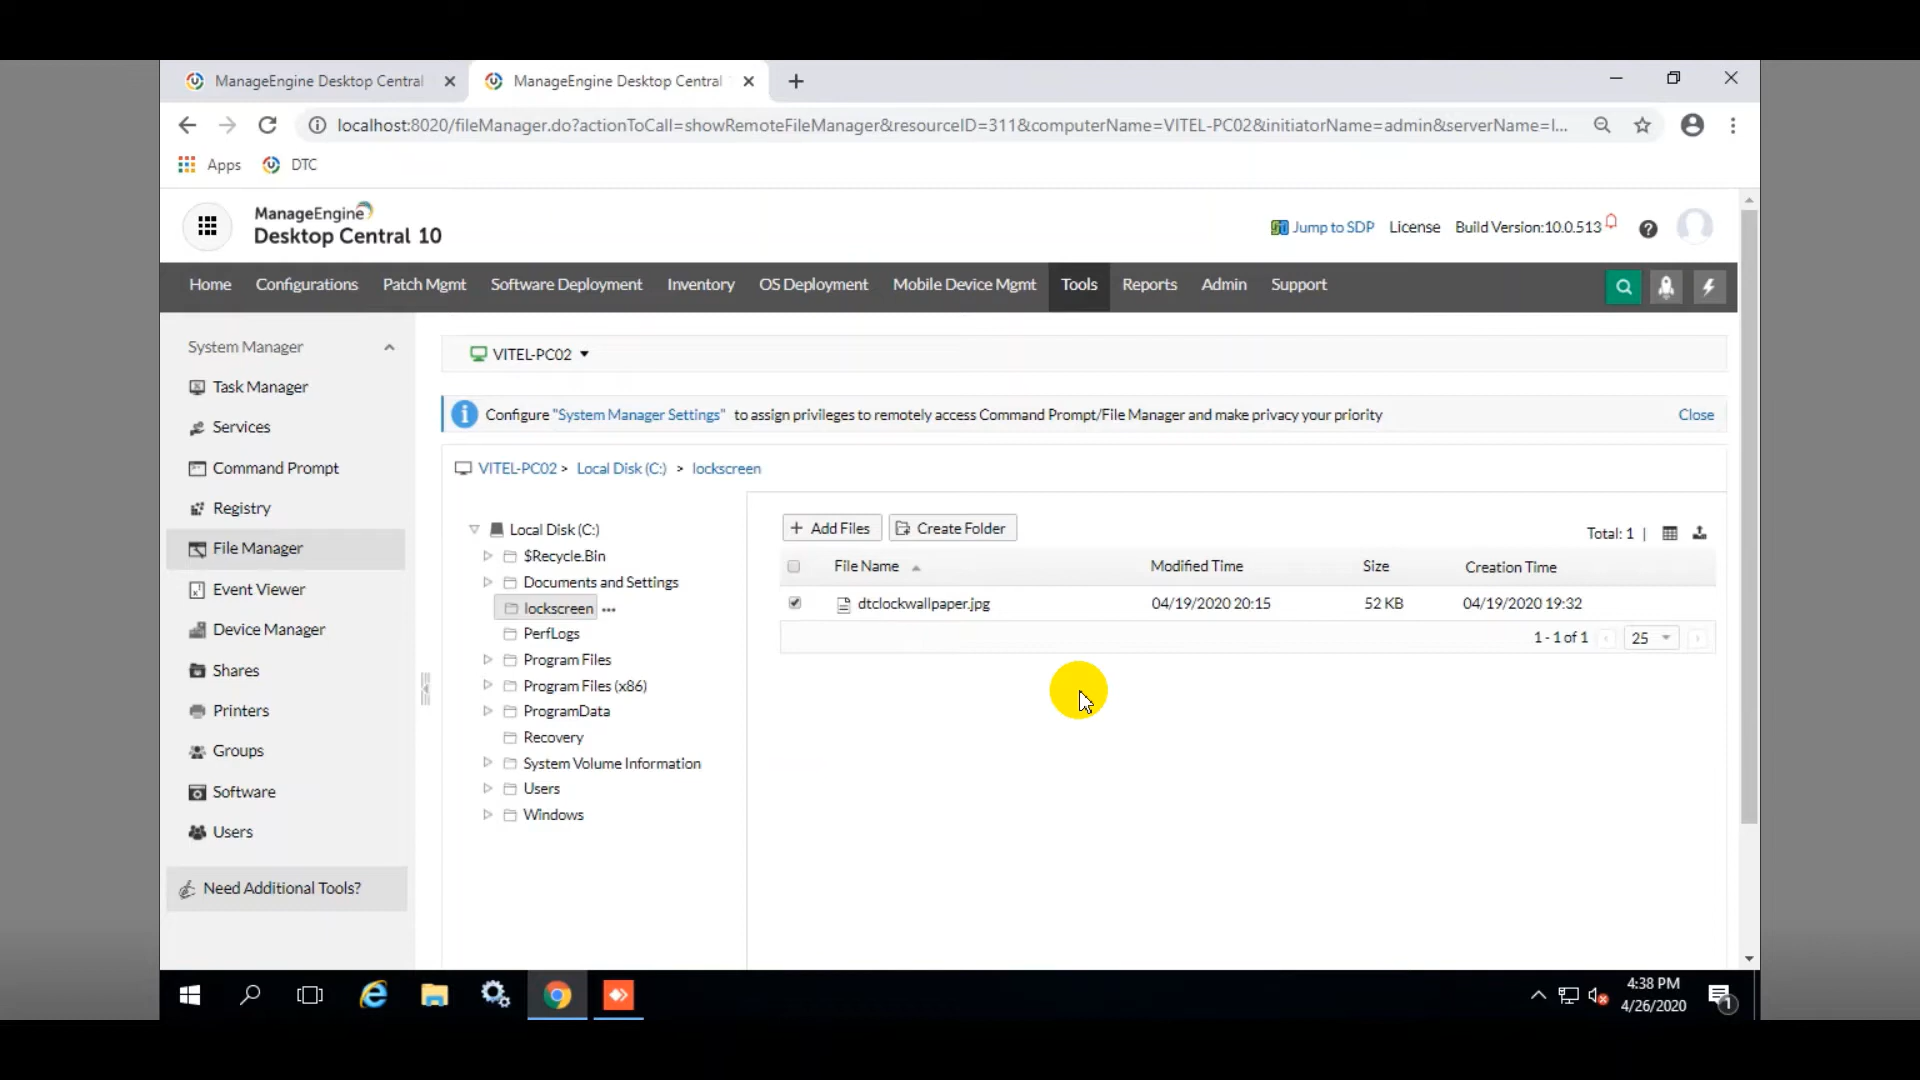 ManageEngine Desktop Central
ManageEngine Desktop Central
localhost:8020/fileManager.do?actionToCall=showRemoteFileManager&resourceID=311&computerName=VITEL-PC02&initiatorName=admin&serverName=l...
Apps DTC
ManageEngine
Desktop Central 10
Jump to SDP License Build Version:10.0.513
Home Configurations Patch Mgmt Software Deployment Inventory OS Deployment Mobile Device Mgmt Tools Reports Admin Support
System Manager
Task Manager
Services
Command Prompt
Registry
File Manager
Event Viewer
Device Manager
Shares
Printers
Groups
Software
Users
Need Additional Tools?
VITEL-PC02
Configure "System Manager Settings" to assign privileges to remotely access Command Prompt/File Manager and make privacy your priority Close
VITEL-PC02 > Local Disk (C:) > lockscreen
Local Disk (C:)
$Recycle.Bin
Documents and Settings
lockscreen
PerfLogs
Program Files
Program Files (x86)
ProgramData
Recovery
System Volume Information
Users
Windows
+ Add Files Create Folder
Total: 1 |
File Name Modified Time Size Creation Time
dtclockwallpaper.jpg 04/19/2020 20:15 52 KB 04/19/2020 19:32
1 - 1 of 1 25
4:38 PM
4/26/2020
1